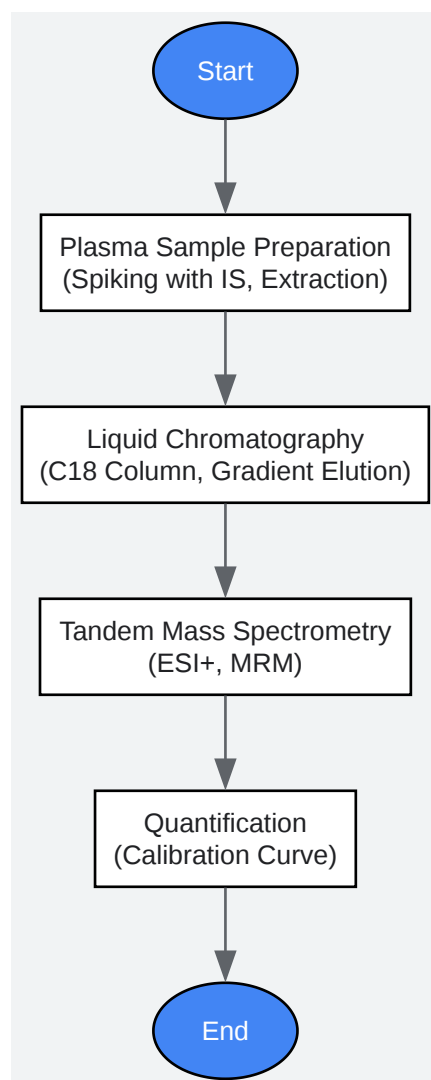 Start
Plasma Sample Preparation
(Spiking with IS, Extraction)
Liquid Chromatography
(C18 Column, Gradient Elution)
Tandem Mass Spectrometry
(ESI+, MRM)
Quantification
(Calibration Curve)
End